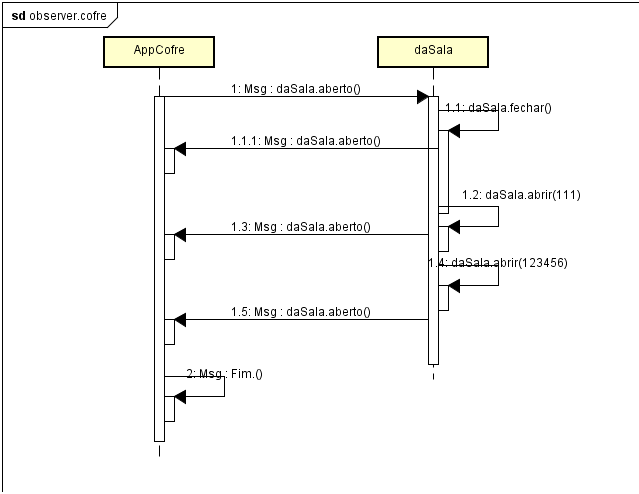 sd observer.cofre
AppCofre
daSala
1: Msg : daSala.aberto()
1.1: daSala.fechar()
1.1.1: Msg : daSala.aberto()
1.2: daSala.abrir(111)
1.3: Msg : daSala.aberto()
1.4: daSala.abrir(123456)
1.5: Msg : daSala.aberto()
2: Msg : Fim.()